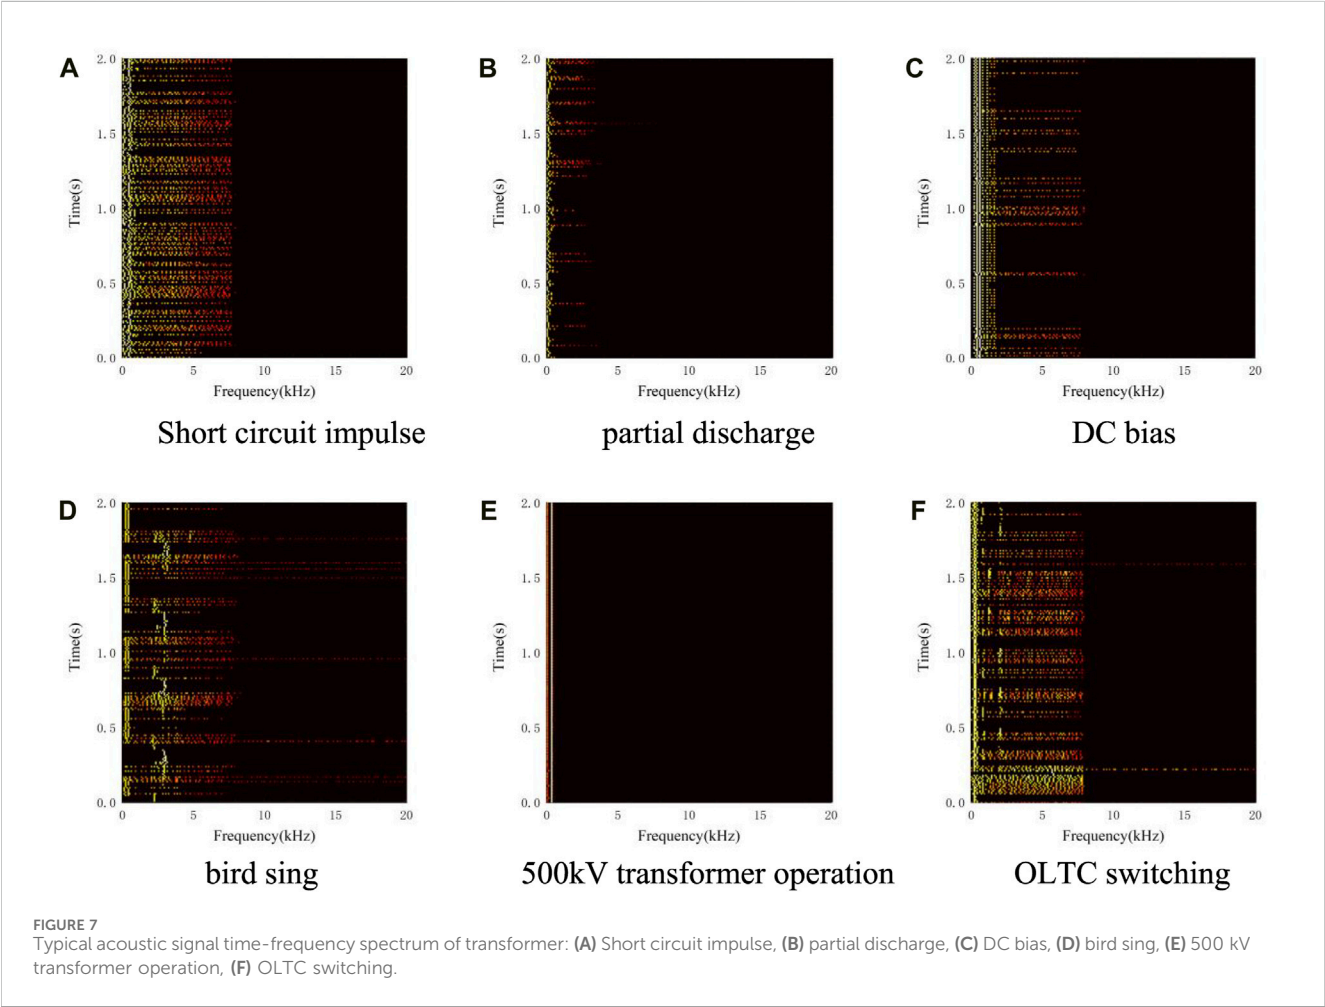 A
2.0
1.5
1.0
0.5
0.0
Time(s)
0 5 10 15 20
Frequency(kHz)
Short circuit impulse
B
2.0
1.5
1.0
0.5
0.0
Time(s)
0 5 10 15 20
Frequency(kHz)
partial discharge
C
2.0
1.5
1.0
0.5
0.0
Time(s)
0 5 10 15 20
Frequency(kHz)
DC bias
D
2.0
1.5
1.0
0.5
0.0
Time(s)
0 5 10 15 20
Frequency(kHz)
bird sing
E
2.0
1.5
1.0
0.5
0.0
Time(s)
0 5 10 15 20
Frequency(kHz)
500kV transformer operation
F
2.0
1.5
1.0
0.5
0.0
Time(s)
0 5 10 15 20
Frequency(kHz)
OLTC switching
FIGURE 7
Typical acoustic signal time-frequency spectrum of transformer: (A) Short circuit impulse, (B) partial discharge, (C) DC bias, (D) bird sing, (E) 500 kV
transformer operation, (F) OLTC switching.